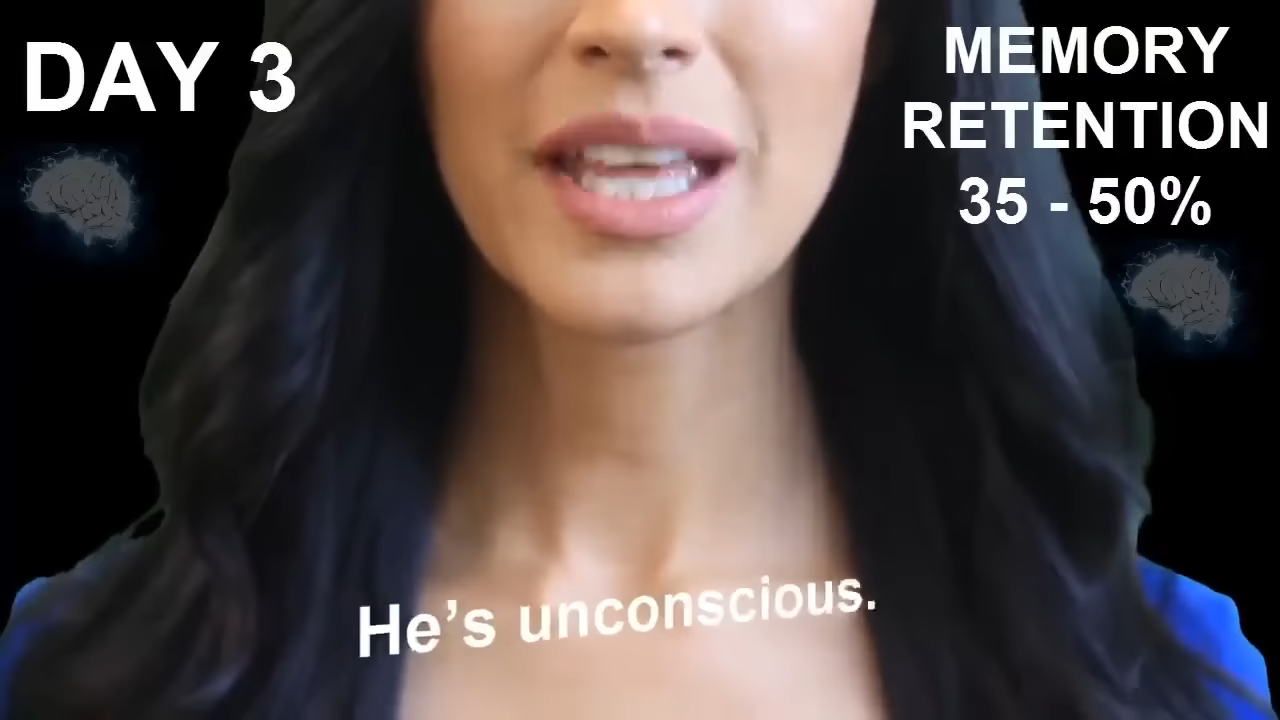 DAY 3
MEMORY
RETENTION
35 - 50%
He’s unconscious.